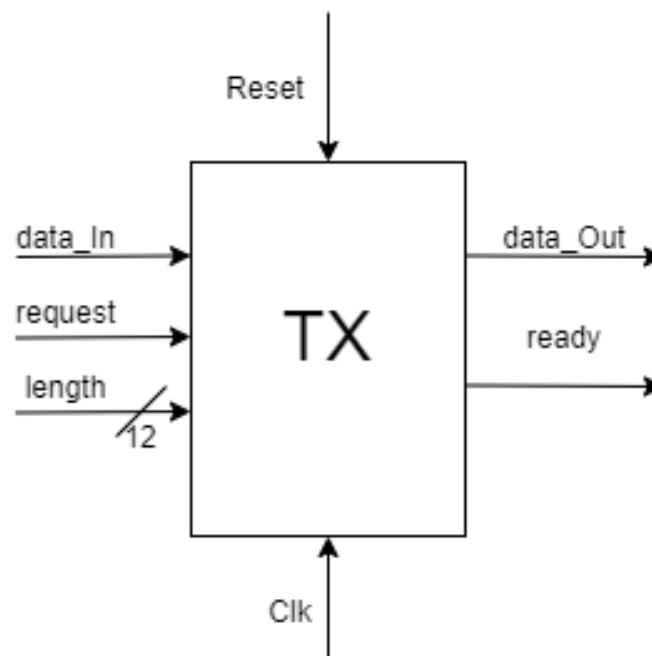 Reset
data_In
data_Out
request
TX
ready
length
12
Clk